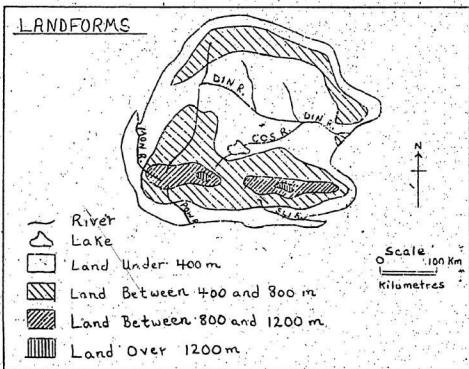 LANDFORMS
DIN R.
DIN R.
COS R.
MON R.
N
River
Lake
Land Under 400 m
Land Between 400 and 800 m
Land Between 800 and 1200 m
Land Over 1200 m
Scale
0 100 Km
Kilometres